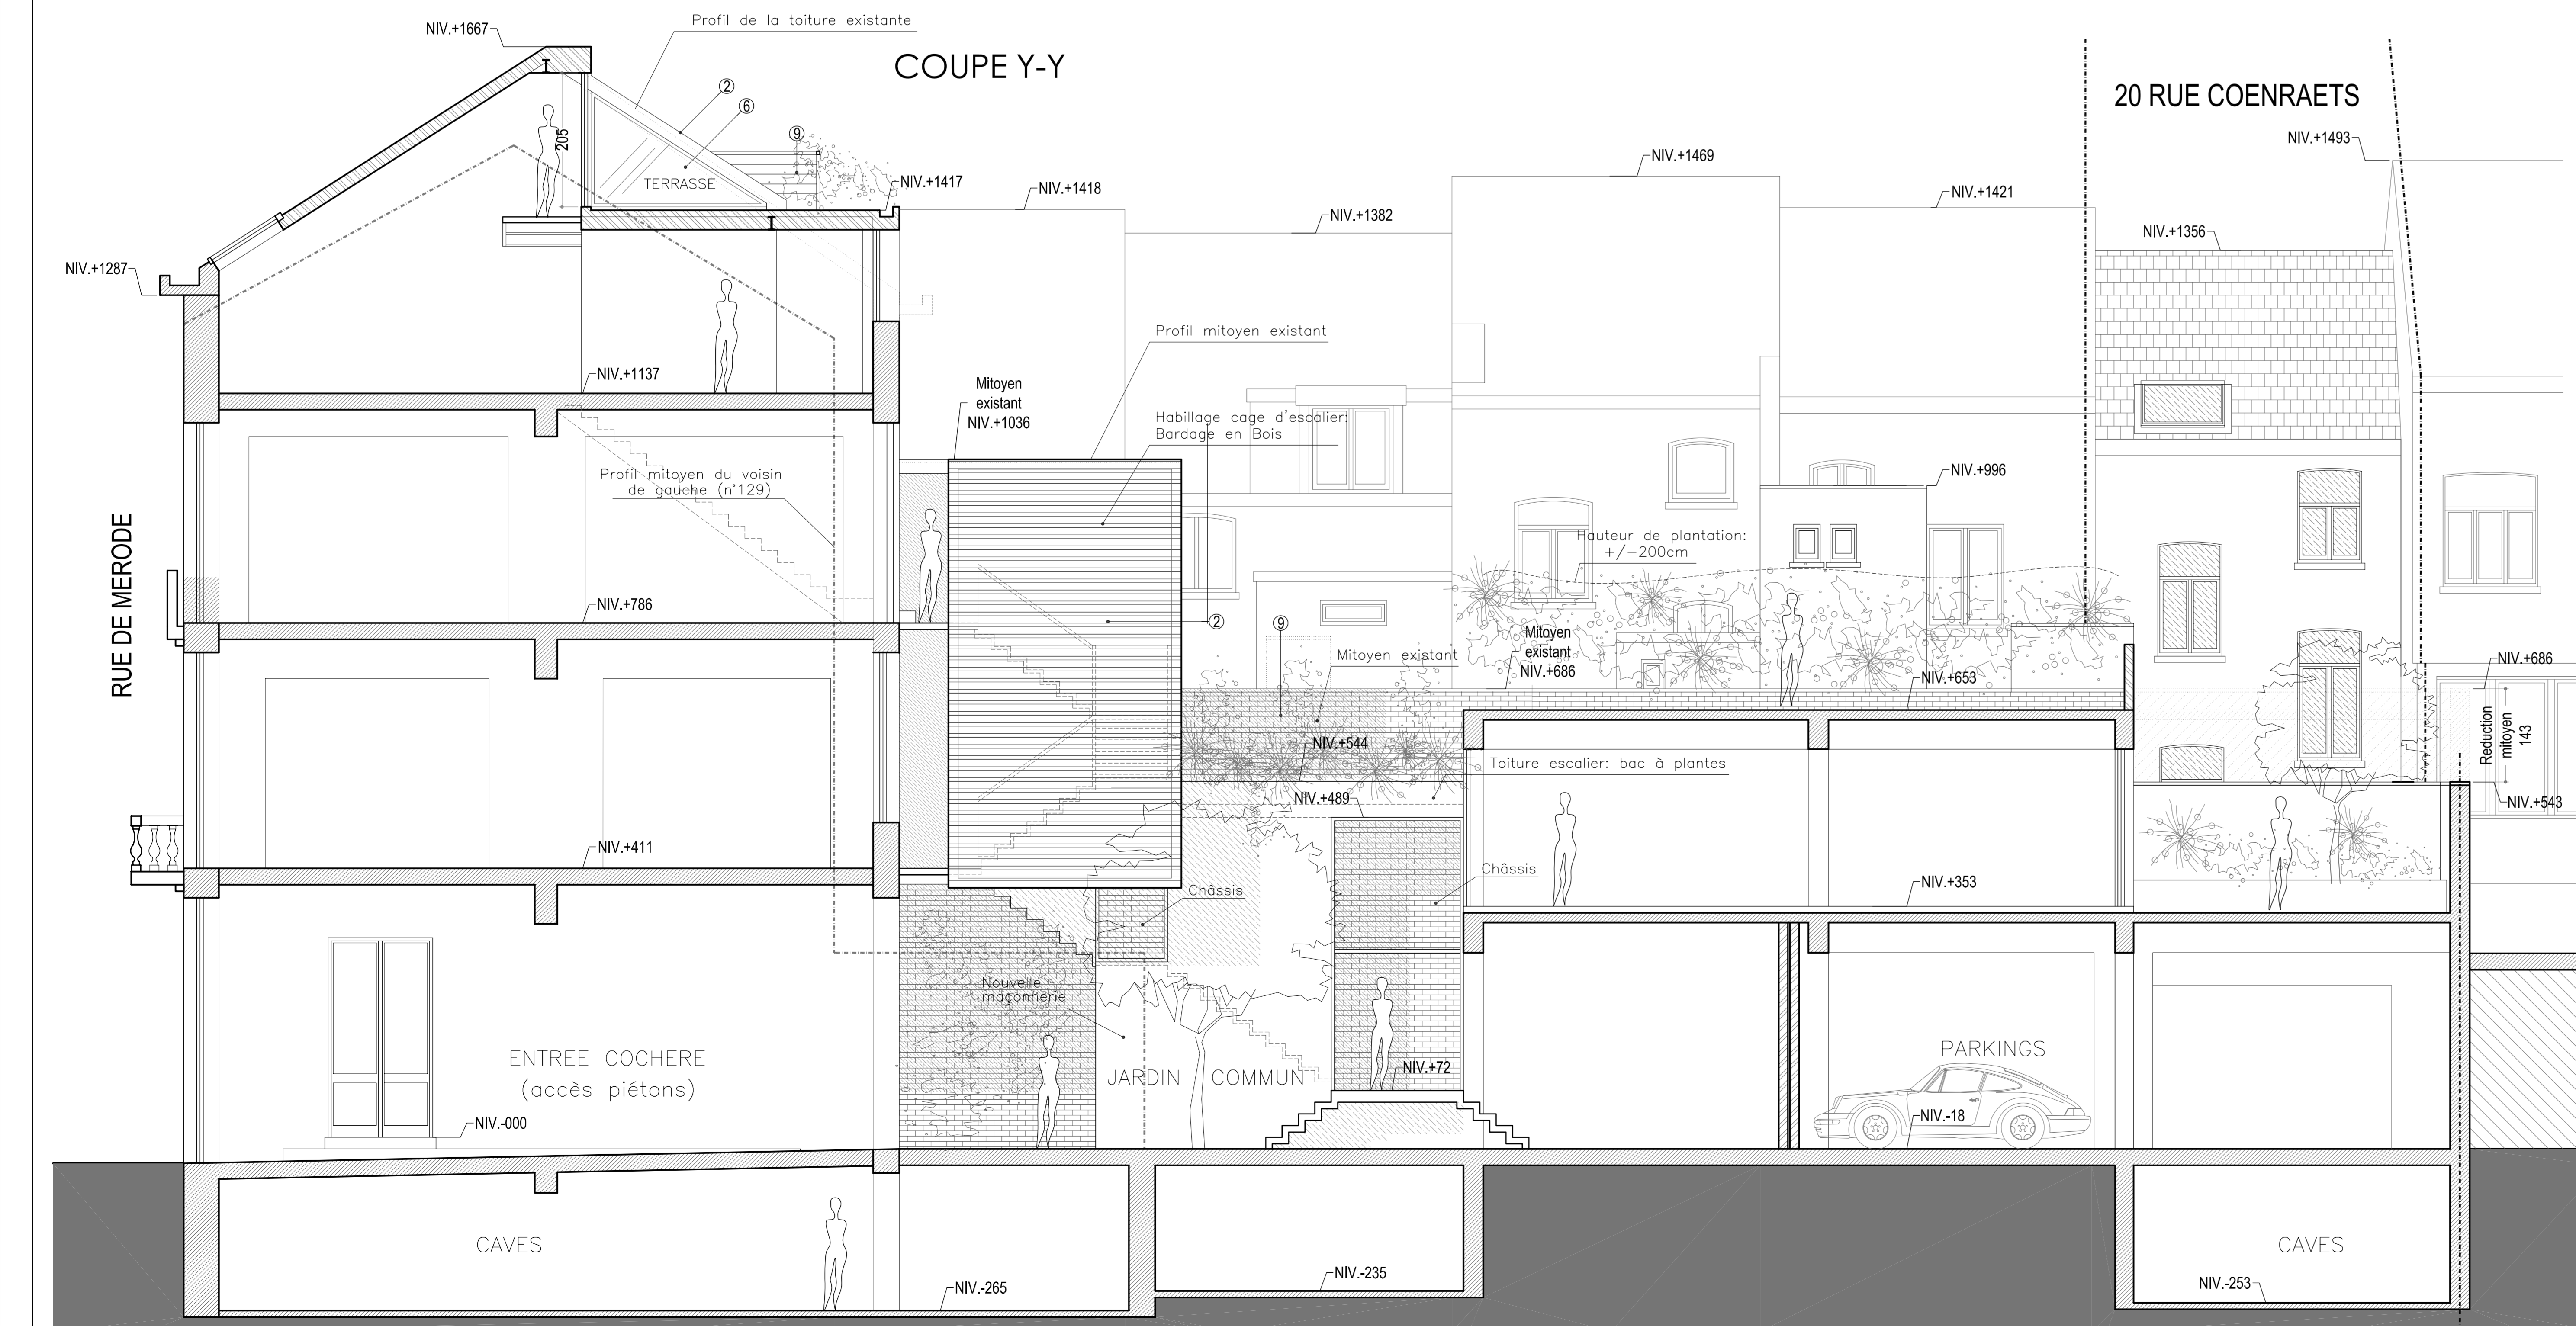 NIV.+1667
Profil de la toiture existante
COUPE Y-Y
20 RUE COENRAETS
2
6
9
205
TERRASSE
NIV.+1417
NIV.+1418
NIV.+1382
NIV.+1469
NIV.+1421
NIV.+1493
NIV.+1356
NIV.+1287
Profil mitoyen existant
NIV.+1137
Mitoyen
existant
NIV.+1036
Habillage cage d'escalier:
Bardage en Bois
Profil mitoyen du voisin
de gauche (n°129)
NIV.+996
Hauteur de plantation:
+/-200cm
RUE DE MERODE
NIV.+786
2
9
Mitoyen existant
Mitoyen
existant
NIV.+686
NIV.+653
NIV.+686
Reduction
mitoyen
143
NIV.+543
NIV.+544
Toiture escalier: bac à plantes
NIV.+489
NIV.+411
Châssis
Châssis
NIV.+353
Nouvelle
maçonnerie
ENTREE COCHERE
(accès piétons)
JARDIN COMMUN
NIV.+72
PARKINGS
NIV.-18
NIV.-000
CAVES
NIV.-265
NIV.-235
CAVES
NIV.-253